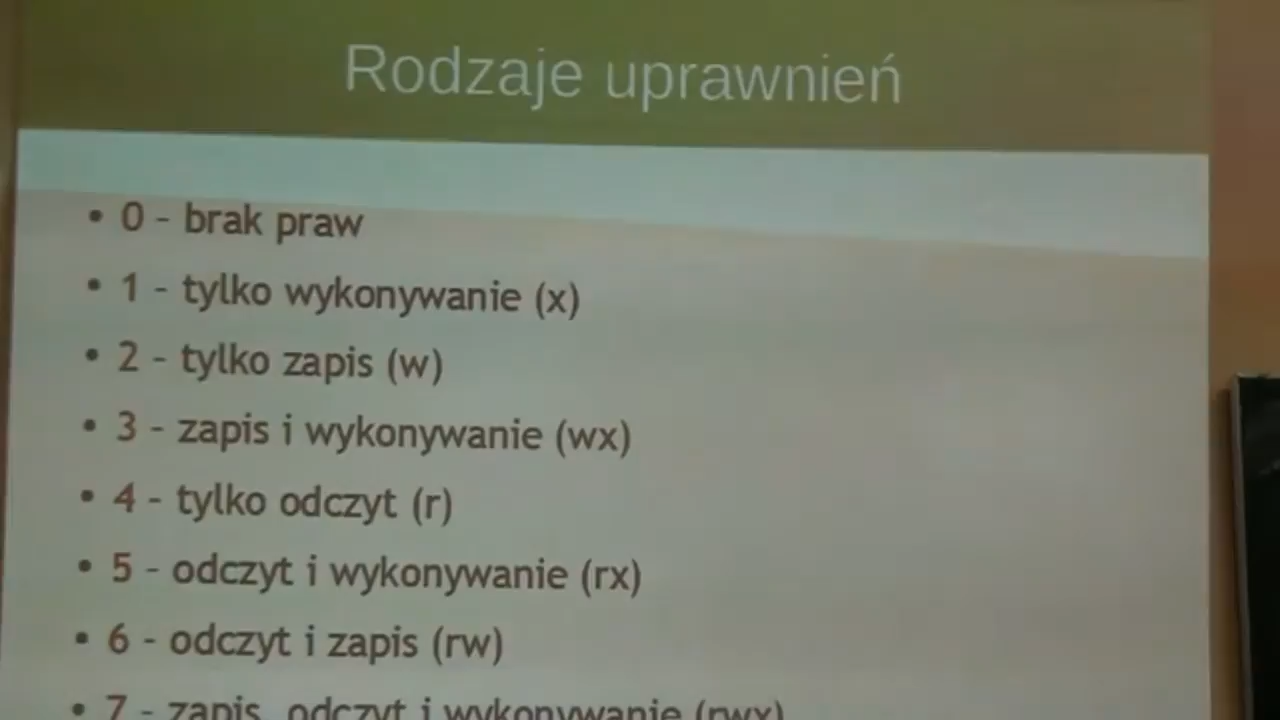 Rodzaje uprawnień
• 0 - brak praw
• 1 - tylko wykonywanie (x)
• 2 - tylko zapis (w)
• 3 - zapis i wykonywanie (wx)
• 4 - tylko odczyt (r)
• 5 - odczyt i wykonywanie (rx)
• 6 - odczyt i zapis (rw)
• 7 - zapis, odczyt i wykonywanie (rwx)